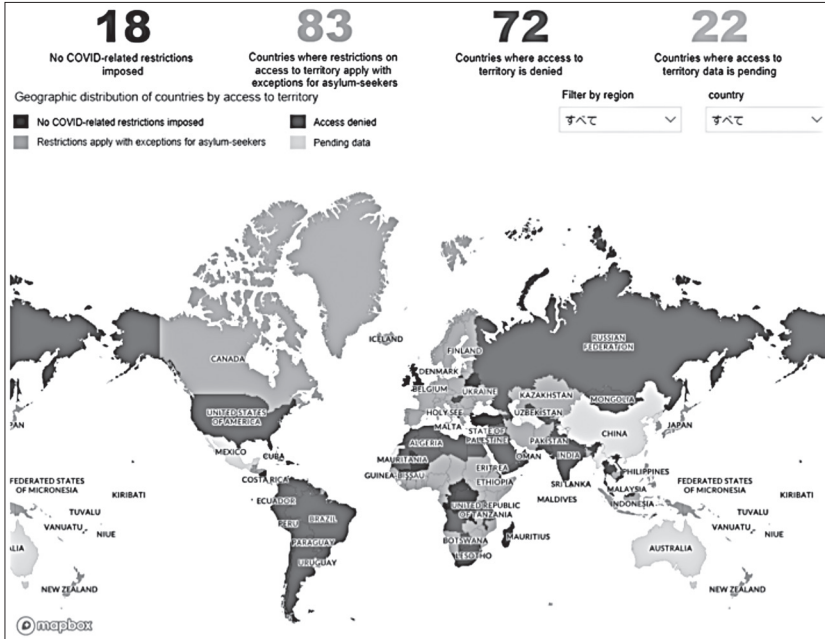 18
No COVID-related restrictions
imposed
83
Countries where restrictions on
access to territory apply with
exceptions for asylum-seekers
72
Countries where access to
territory is denied
22
Countries where access to
territory data is pending
Geographic distribution of countries by access to territory
No COVID-related restrictions imposed
Access denied
Restrictions apply with exceptions for asylum-seekers
Pending data
Filter by region
country
すべて
すべて
ICELAND
CANADA
FINLAND
RUSSIAN
FEDERATION
DENMARK
BELGIUM
UKRAINE
KAZAKHSTAN
MONGOLIA
UNITED STATES
OF AMERICA
HOLY SEE
UZBEKISTAN
PAN
JAPAN
MALTA
STATE OF
PALESTINE
CHINA
ALGERIA
PAKISTAN
MEXICO
CUBA
MAURITANIA
OMAN
INDIA
GUINEA-BISSAU
ERITREA
PHILIPPINES
COSTA RICA
ETHIOPIA
SRI LANKA
MALAYSIA
FEDERATED STATES
OF MICRONESIA
KIRIBATI
MALDIVES
FEDERATED STATES
OF MICRONESIA
KIRIBATI
ECUADOR
UNITED REPUBLIC
OF TANZANIA
INDONESIA
TUVALU
TUVALU
PERU
BRAZIL
VANUATU
NIUE
VANUATU
NIUE
PARAGUAY
BOTSWANA
MAURITIUS
ALIA
AUSTRALIA
URUGUAY
LESOTHO
NEW ZEALAND
NEW ZEALAND
mapbox